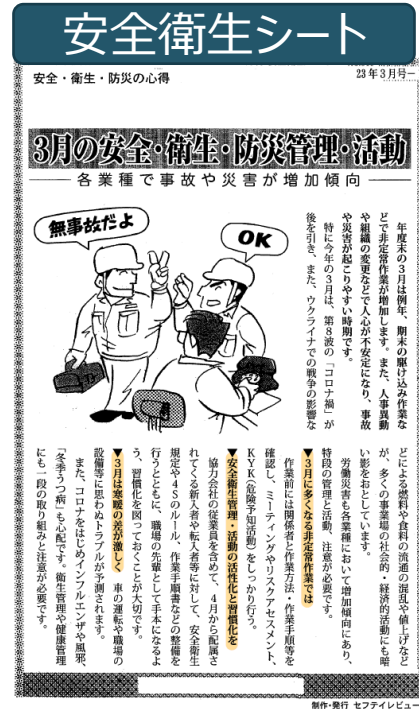 安全衛生シート
安全・衛生・防災の心得
23年3月号ー
3月の安全・衛生・防災管理・活動
各業種で事故や災害が増加傾向
無事故だよ
OK
年度末の3月は例年、期末の駆け込み作業な
どで非定常作業が増加します。また、人事異動
や組織の変更などで人心が不安定になり、事故
や災害が起こりやすい時期です。
特に今年の3月は、第8波の「コロナ禍」が
後を引き、また、ウクライナでの戦争の影響な
どによる燃料や食料の流通の混乱や値上げなど
が、多くの事業場の社会的・経済的活動にも暗
い影をおとしています。
労働災害も各業種において増加傾向にあり、
特段の管理と活動、注意が必要です。
▼3月に多くなる非定常作業では
作業前には関係者と作業方法・作業手順等を
確認し、ミーティングやリスクアセスメント、
KYK(危険予知活動)をしっかり行う。
▼安全衛生管理・活動の活性化と習慣化を
協力会社の従業員を含めて、4月から配属さ
れてくる新入者や転入者等に対して、安全衛生
規定や4Sのルール、作業手順書などの整備を
行うとともに、職場の先輩として手本になるよ
う、習慣化を図っておくことが大切です。
▼3月は寒暖の差が激しく 車の運転や職場の
設備等に思わぬトラブルが予測されます。
また、コロナをはじめインフルエンザや風邪、
「冬季うつ病」も心配です。衛生管理や健康管理
にも一段の取り組みと注意が必要です。
制作・発行 セフテイレビュー